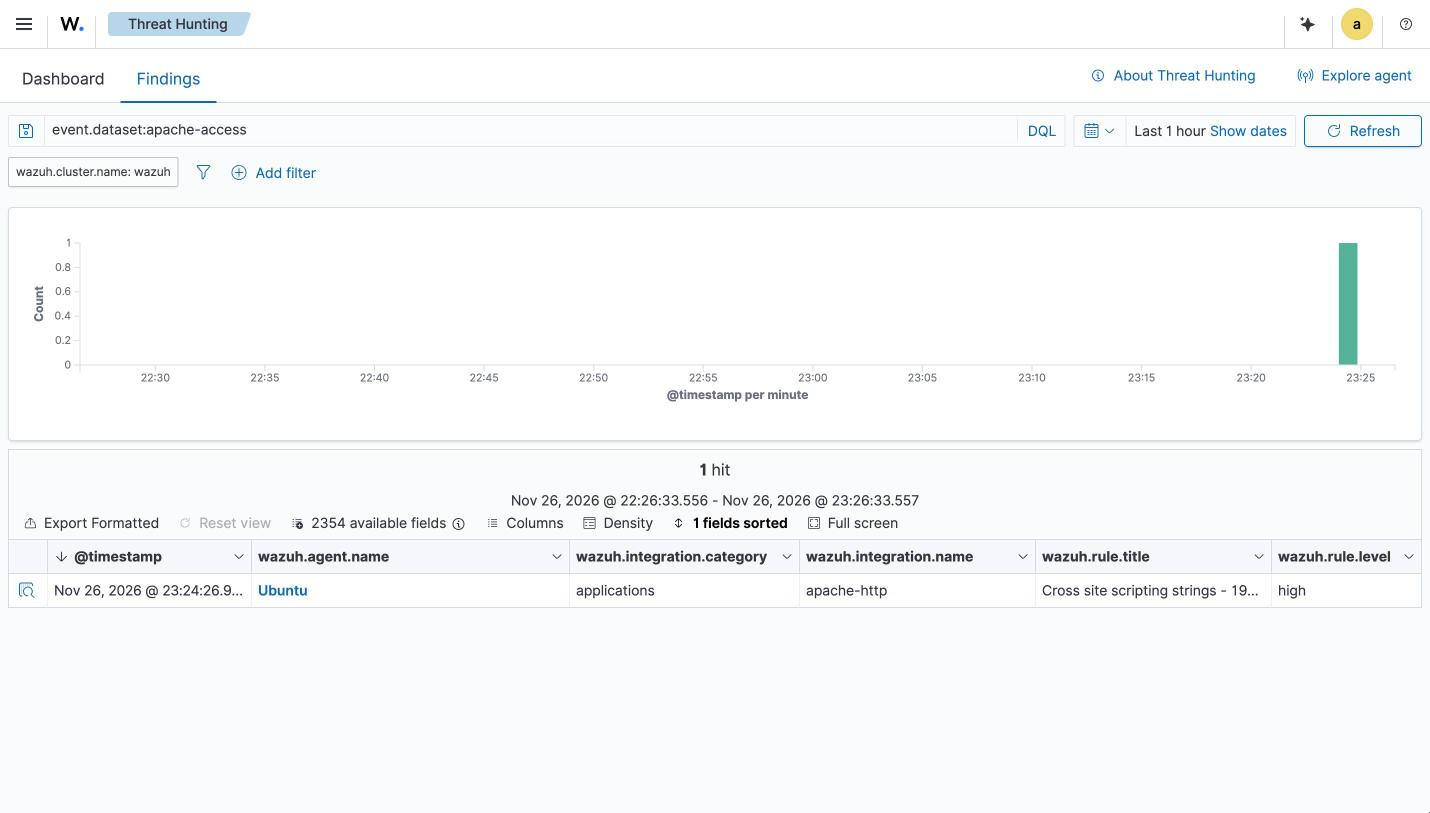 W. Threat Hunting a
Dashboard Findings About Threat Hunting Explore agent
event.dataset:apache-access DQL Last 1 hour Show dates Refresh
wazuh.cluster.name: wazuh Add filter
1
0.8
0.6
0.4
0.2
0
Count
22:30 22:35 22:40 22:45 22:50 22:55 23:00 23:05 23:10 23:15 23:20 23:25
@timestamp per minute
1 hit
Nov 26, 2026 @ 22:26:33.556 - Nov 26, 2026 @ 23:26:33.557
Export Formatted Reset view 2354 available fields Columns Density 1 fields sorted Full screen
@timestamp wazuh.agent.name wazuh.integration.category wazuh.integration.name wazuh.rule.title wazuh.rule.level
Nov 26, 2026 @ 23:24:26.9... Ubuntu applications apache-http Cross site scripting strings - 19... high